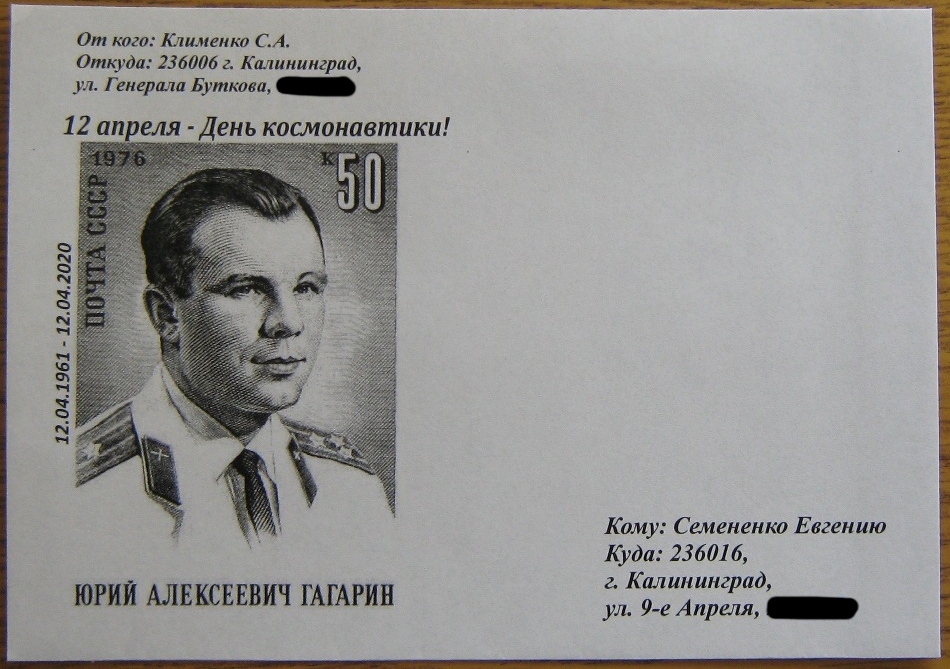 От кого: Клименко С.А.
Откуда: 236006 г. Калининград,
ул. Генерала Буткова,
12 апреля - День космонавтики!
1976
к50
ПОЧТА СССР
12.04.1961 - 12.04.2020
ЮРИЙ АЛЕКСЕЕВИЧ ГАГАРИН
Кому: Семененко Евгению
Куда: 236016,
г. Калининград,
ул. 9-е Апреля,